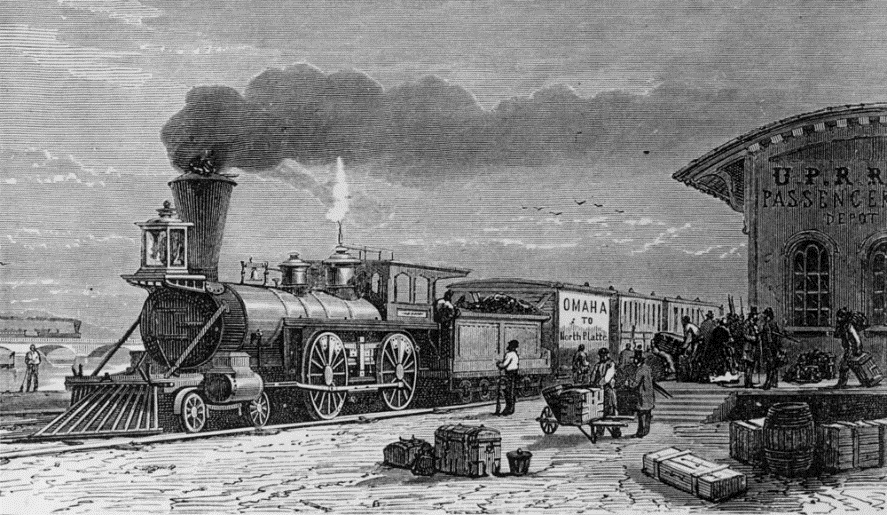 OMAHA
TO
North Platte
U.P.R.R
PASSENGER
DEPOT